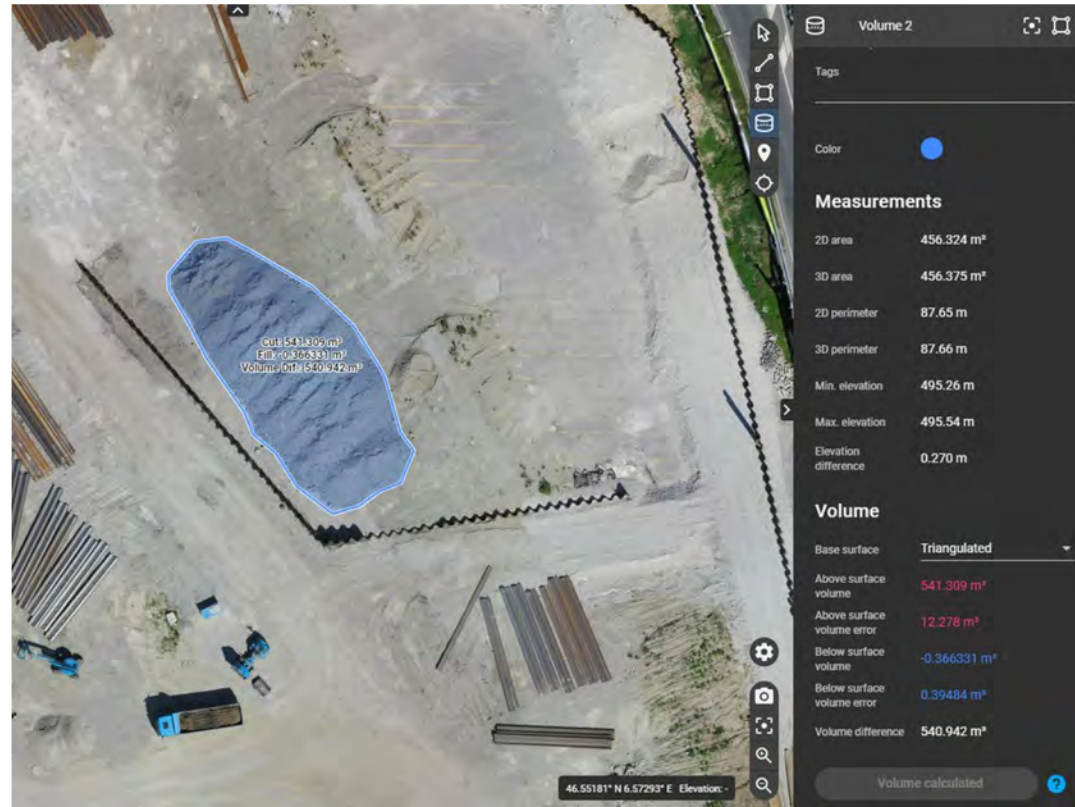 Volume 2
Tags
Color
Measurements
2D area 456.324 m²
3D area 456.375 m²
2D perimeter 87.65 m
3D perimeter 87.66 m
Min. elevation 495.26 m
Max. elevation 495.54 m
Elevation
difference 0.270 m
Volume
Base surface Triangulated
Above surface
volume 541.309 m³
Above surface
volume error 12.278 m³
Below surface
volume -0.366331 m³
Below surface
volume error 0.39484 m³
Volume difference 540.942 m³
Volume calculated
?
Cut: 541.309 m³
Fill: -0.366331 m³
Volume Dif.: 540.942 m³
46.55181° N 6.57293° E Elevation: -